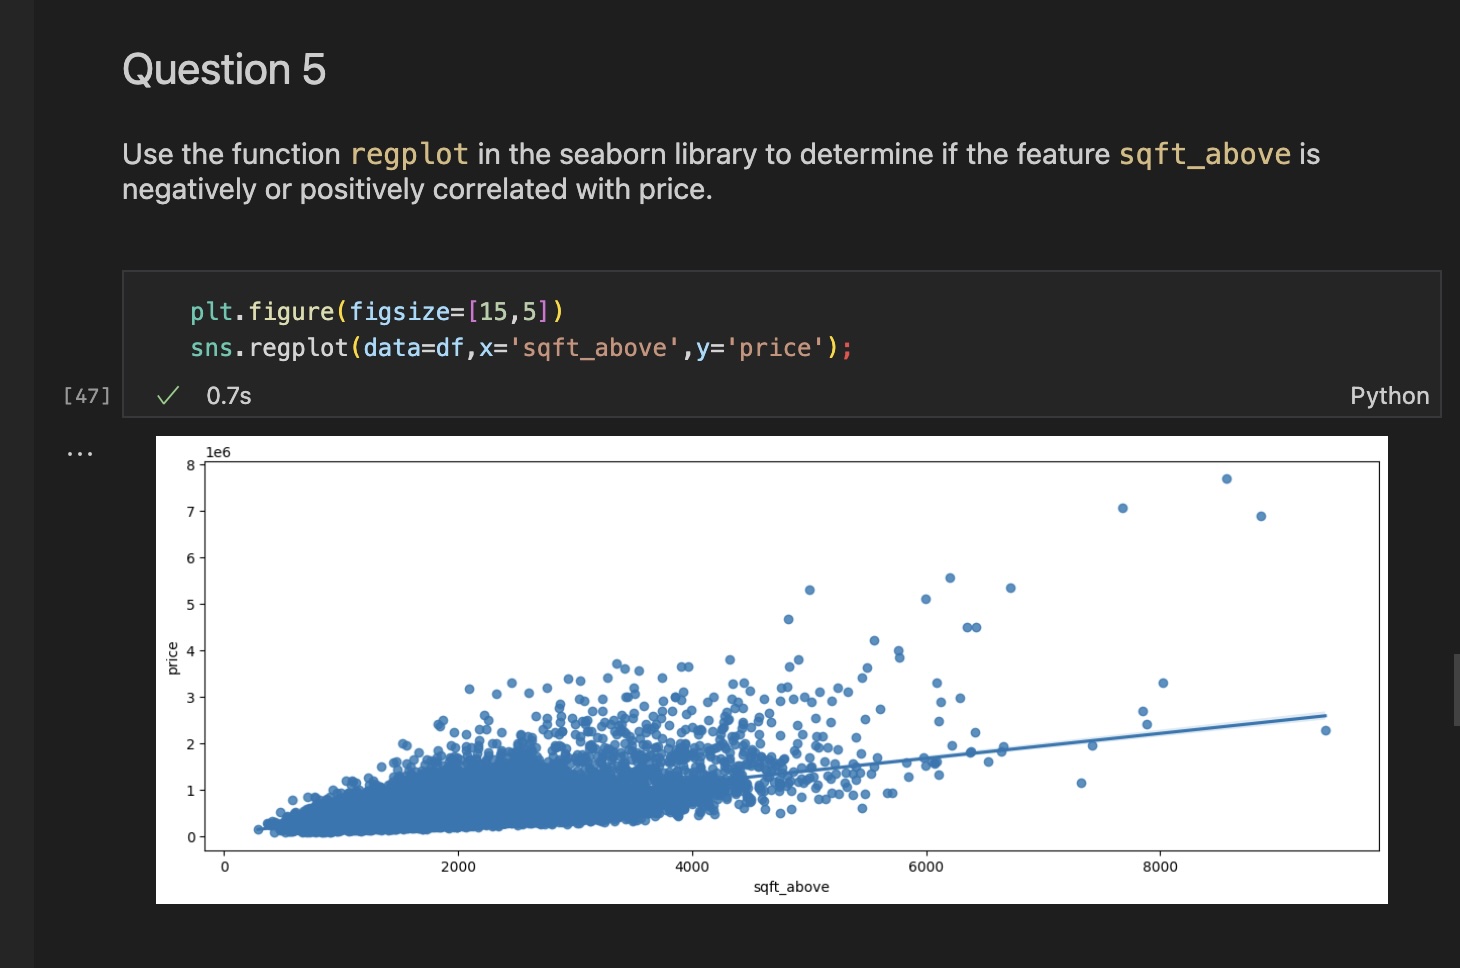 Question 5
Use the function regplot in the seaborn library to determine if the feature sqft_above is
negatively or positively correlated with price.
plt.figure(figsize=[15,5])
sns.regplot(data=df,x='sqft_above',y='price');
[47]
0.7s
Python
...
1e6
8
7
6
5
4
3
2
1
0
price
0 2000 4000 6000 8000
sqft_above